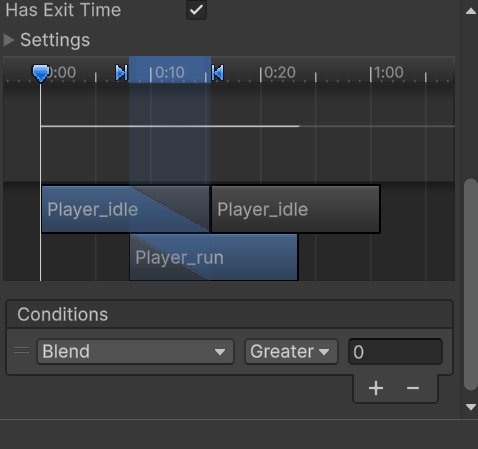 Has Exit Time
Settings
0:00 0:10 0:20 1:00
Player_idle Player_idle
Player_run
Conditions
Blend Greater 0
+ −